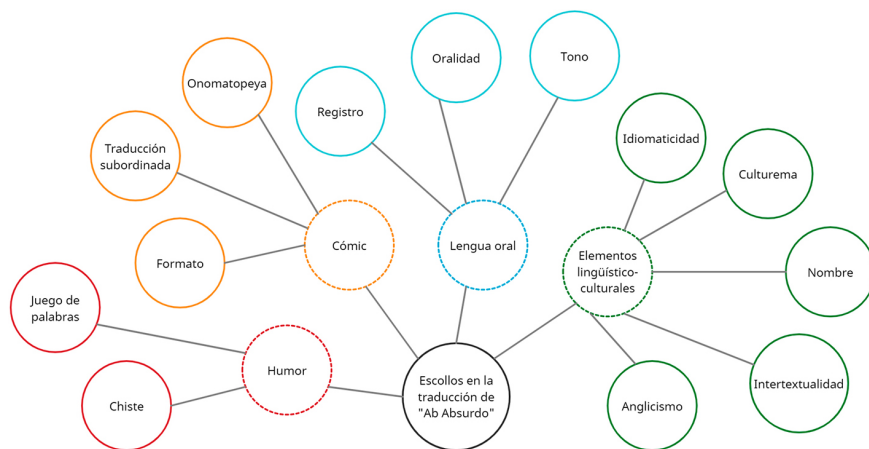 Onomatopeya
Oralidad
Tono
Registro
Traducción
subordinada
Idiomaticidad
Culturema
Formato
Cómic
Lengua oral
Elementos
lingüístico-
culturales
Nombre
Juego de
palabras
Humor
Chiste
Escollos en la
traducción de
"Ab Absurdo"
Anglicismo
Intertextualidad